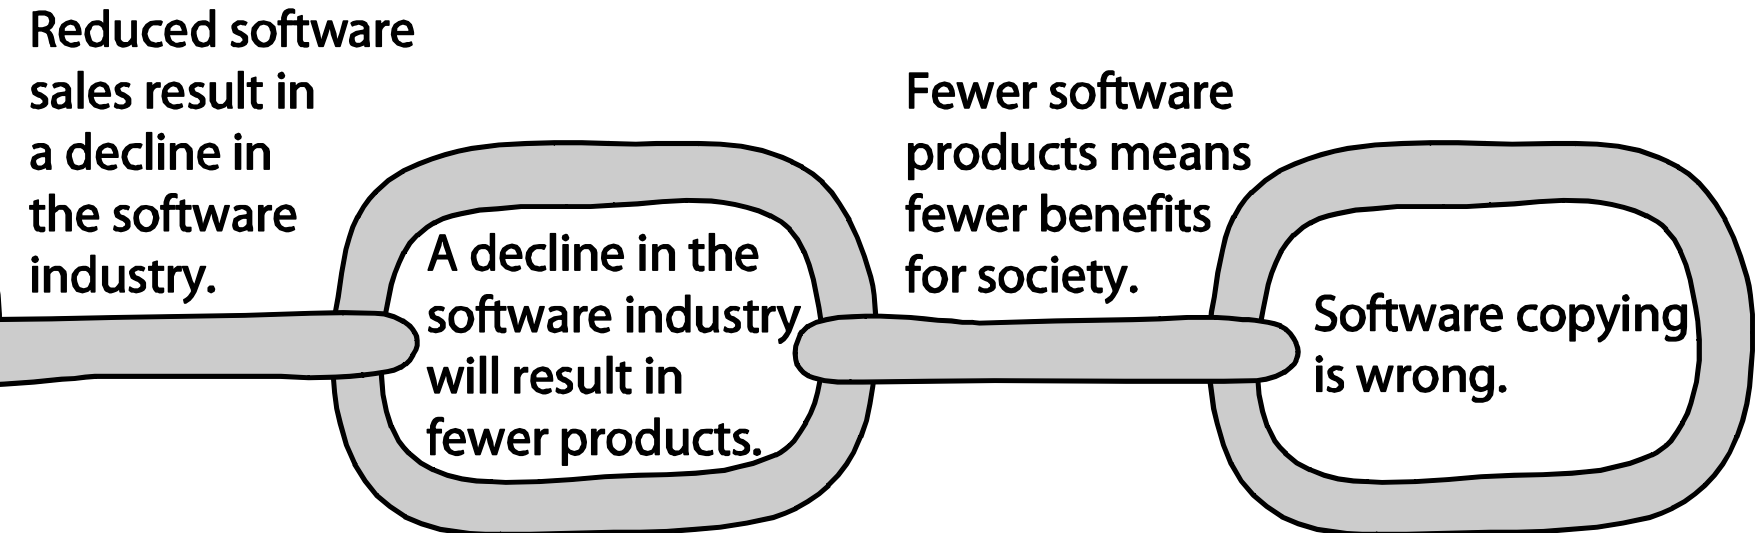 Reduced software
sales result in
a decline in
the software
industry.
A decline in the
software industry
will result in
fewer products.
Fewer software
products means
fewer benefits
for society.
Software copying
is wrong.